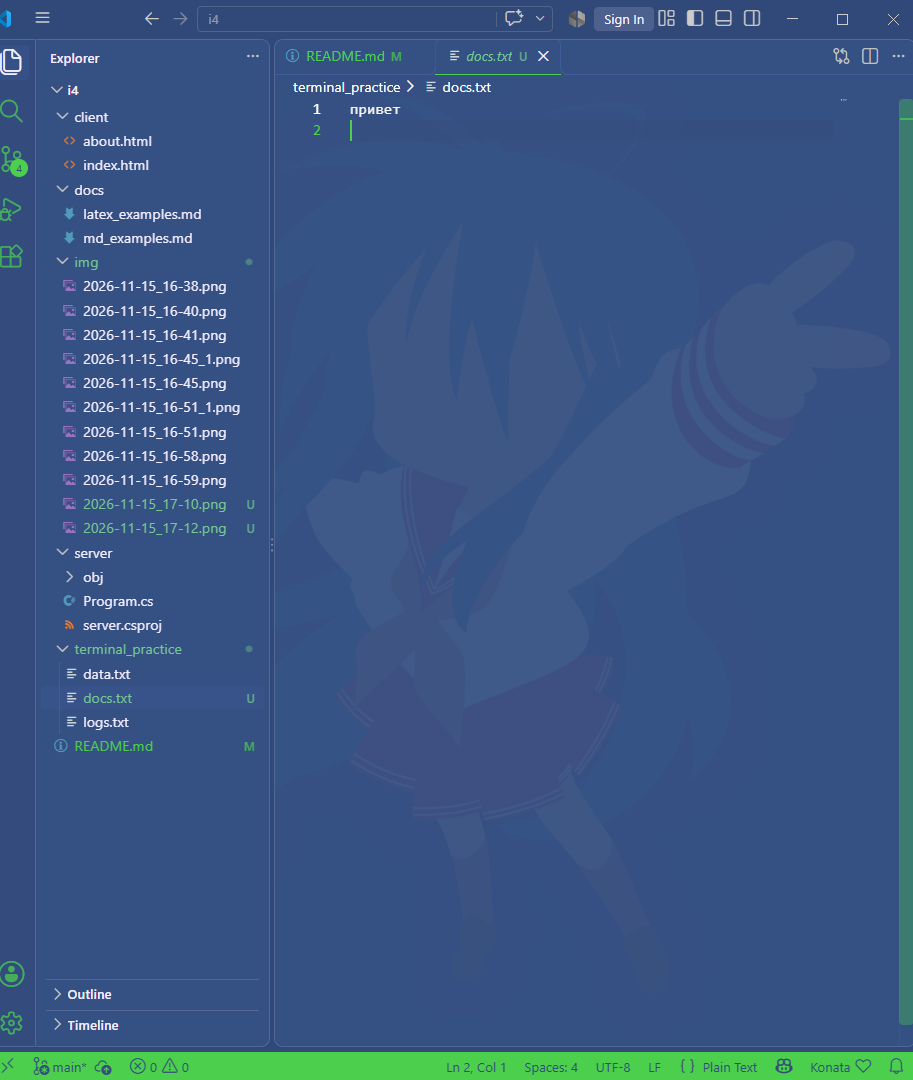 i4
Sign In
Explorer
README.md M
docs.txt U
terminal_practice
docs.txt
1 привет
2
i4
client
about.html
index.html
4
docs
latex_examples.md
md_examples.md
img
2026-11-15_16-38.png
2026-11-15_16-40.png
2026-11-15_16-41.png
2026-11-15_16-45_1.png
2026-11-15_16-45.png
2026-11-15_16-51_1.png
2026-11-15_16-51.png
2026-11-15_16-58.png
2026-11-15_16-59.png
2026-11-15_17-10.png U
2026-11-15_17-12.png U
server
obj
Program.cs
server.csproj
terminal_practice
data.txt
docs.txt U
logs.txt
README.md M
Outline
Timeline
main* 0 0 Ln 2, Col 1 Spaces: 4 UTF-8 LF { } Plain Text Konata